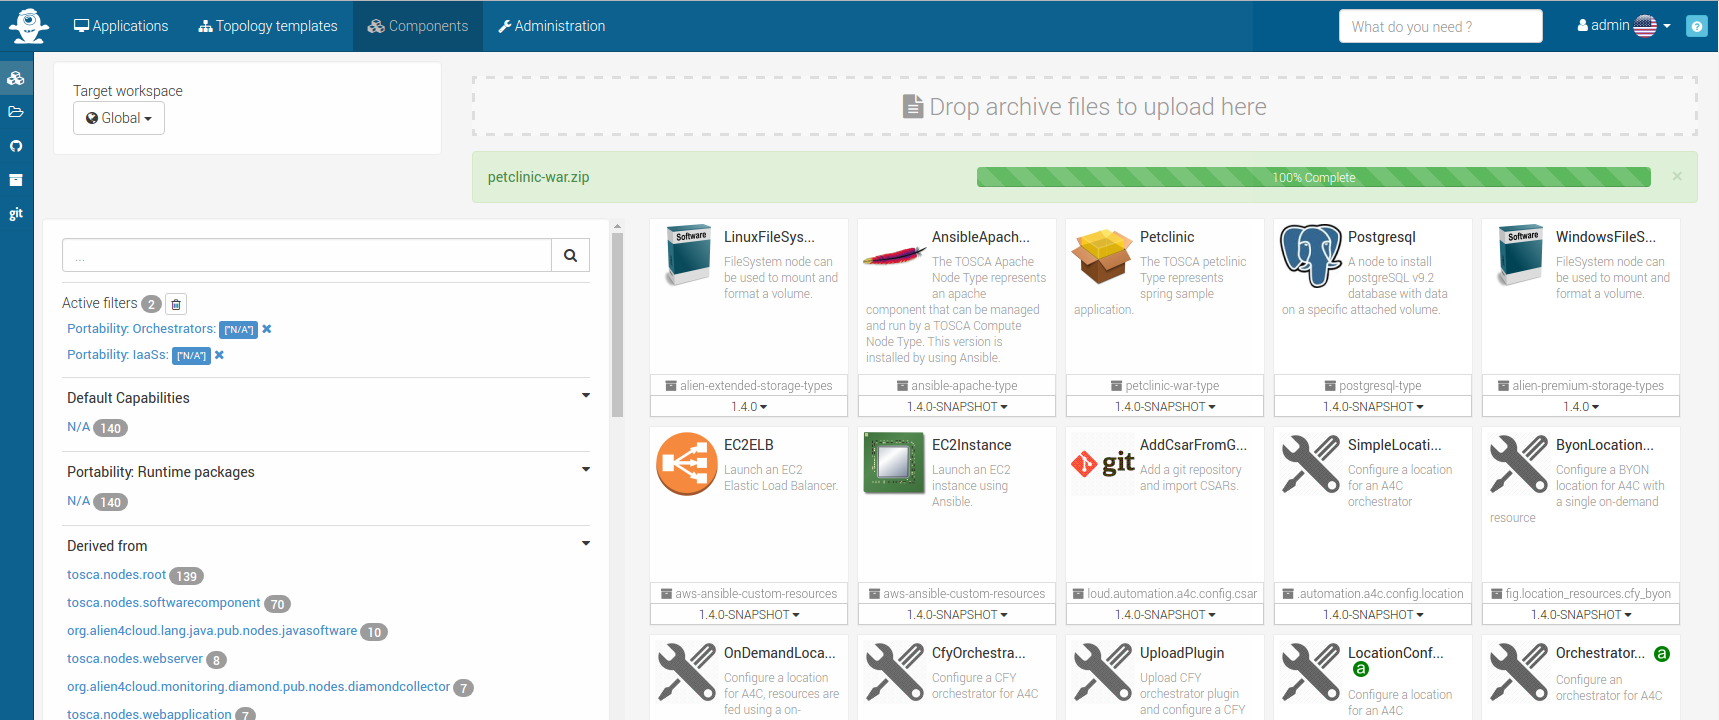 Applications
Topology templates
Components
Administration
What do you need ?
admin
?
Target workspace
Global
git
Drop archive files to upload here
petclinic-war.zip
100% Complete
×
...
Active filters 2
Portability: Orchestrators: ["N/A"]
Portability: IaaSs: ["N/A"]
Default Capabilities
N/A 140
Portability: Runtime packages
N/A 140
Derived from
tosca.nodes.root 139
tosca.nodes.softwarecomponent 70
org.alien4cloud.lang.java.pub.nodes.javasoftware 10
tosca.nodes.webserver 8
org.alien4cloud.monitoring.diamond.pub.nodes.diamondcollector 7
tosca.nodes.webapplication 7
Software
LinuxFileSys...
FileSystem node can
be used to mount and
format a volume.
alien-extended-storage-types
1.4.0
AnsibleApach...
The TOSCA Apache
Node Type represents
an apache
component that can be managed
and run by a TOSCA Compute
Node Type. This version is
installed by using Ansible.
ansible-apache-type
1.4.0-SNAPSHOT
Petclinic
The TOSCA petclinic
Type represents
spring sample
application.
petclinic-war-type
1.4.0-SNAPSHOT
Postgresql
A node to install
postgreSQL v9.2
database with data
on a specific attached volume.
postgresql-type
1.4.0-SNAPSHOT
Software
WindowsFileS...
FileSystem node can
be used to mount and
format a volume.
alien-premium-storage-types
1.4.0
EC2ELB
Launch an EC2
Elastic Load Balancer.
aws-ansible-custom-resources
1.4.0-SNAPSHOT
EC2Instance
Launch an EC2
instance using
Ansible.
aws-ansible-custom-resources
1.4.0-SNAPSHOT
git
AddCsarFromG...
Add a git repository
and import CSARs.
loud.automation.a4c.config.csar
1.4.0-SNAPSHOT
SimpleLocati...
Configure a location
for an A4C
orchestrator
.automation.a4c.config.location
1.4.0-SNAPSHOT
ByonLocation...
Configure a BYON
location for A4C with
a single on-demand
resource
fig.location_resources.cfy_byon
1.4.0-SNAPSHOT
OnDemandLoca...
Configure a location
for A4C, resources are
fed using a on-
CfyOrchestra...
Configure a CFY
orchestrator for A4C
UploadPlugin
Upload CFY
orchestrator plugin
and configure a CFY
LocationConf...
a
Configure a location
for an A4C
Orchestrator... a
Configure an
orchestrator for A4C